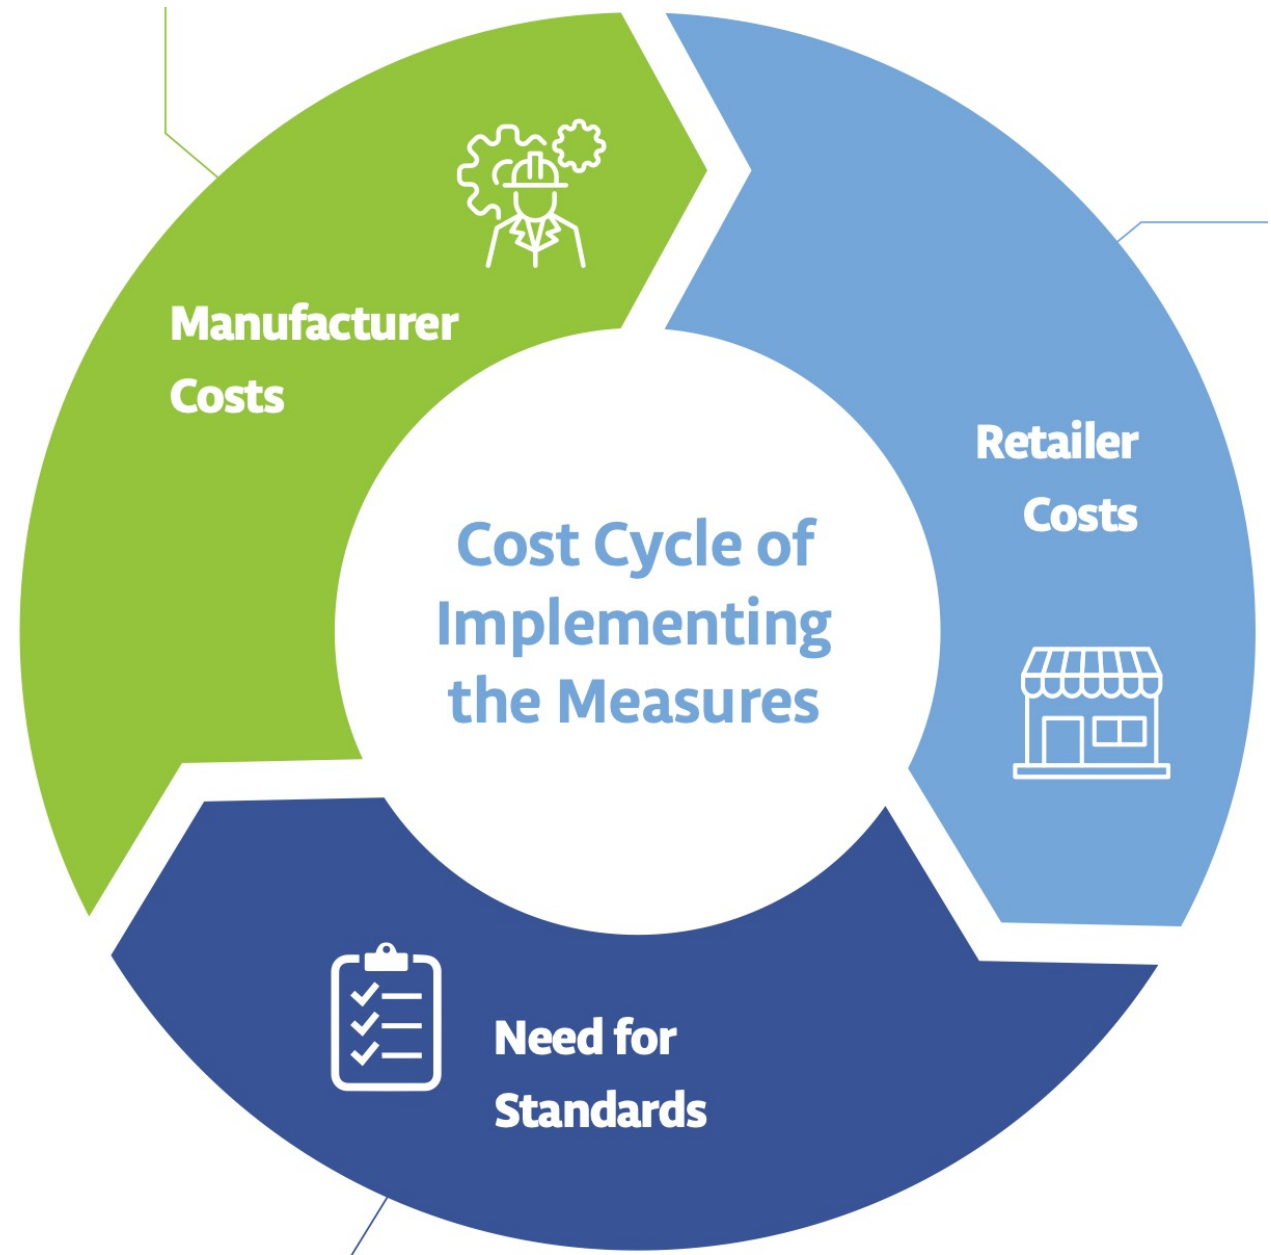 Manufacturer
Costs
Retailer
Costs
Cost Cycle of
Implementing
the Measures
Need for
Standards